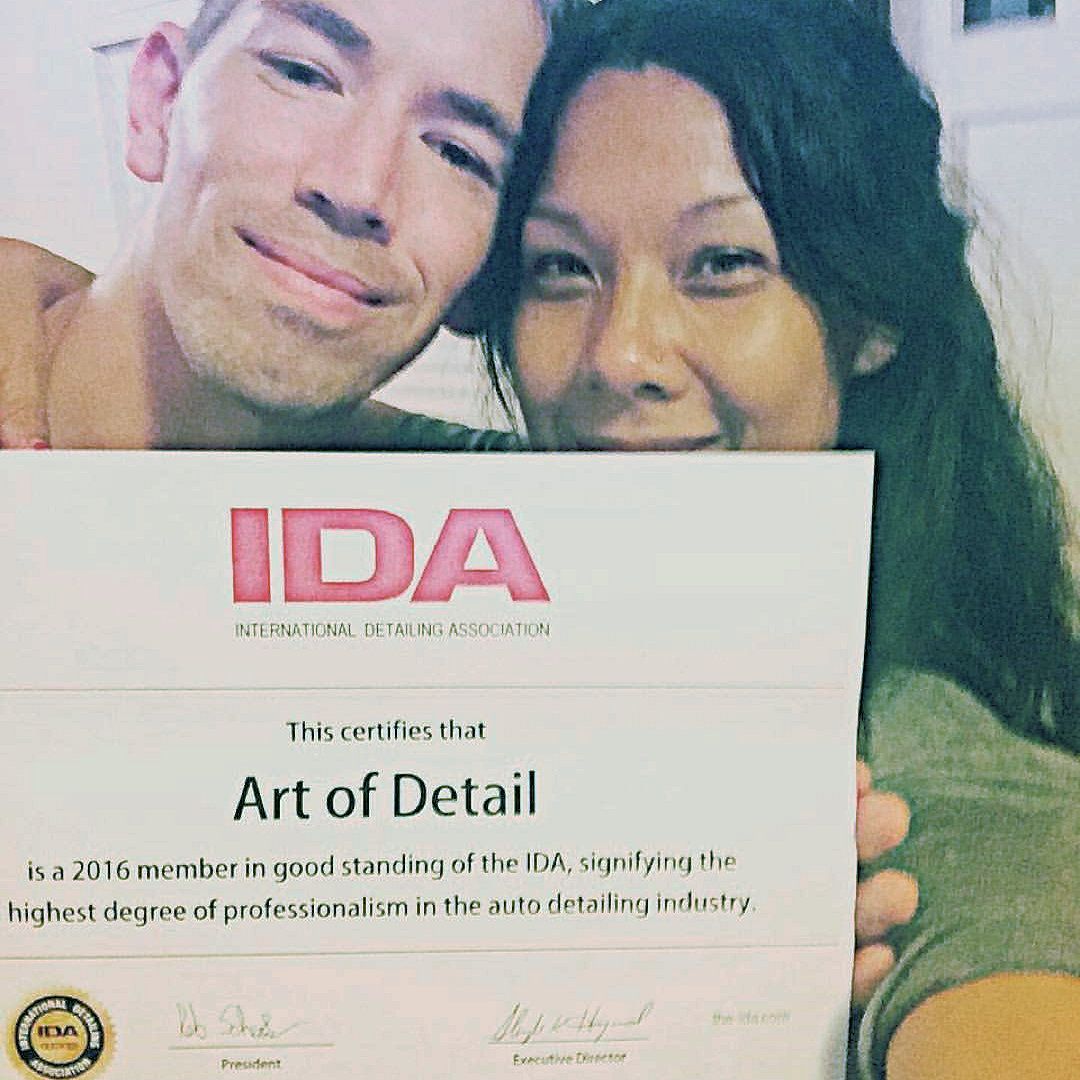 IDA
INTERNATIONAL DETAILING ASSOCIATION
This certifies that
Art of Detail
is a 2016 member in good standing of the IDA, signifying the
highest degree of professionalism in the auto detailing industry.
INTERNATIONAL DETAILING
IDA
ASSOCIATION
President
Executive Director
the-ida.com